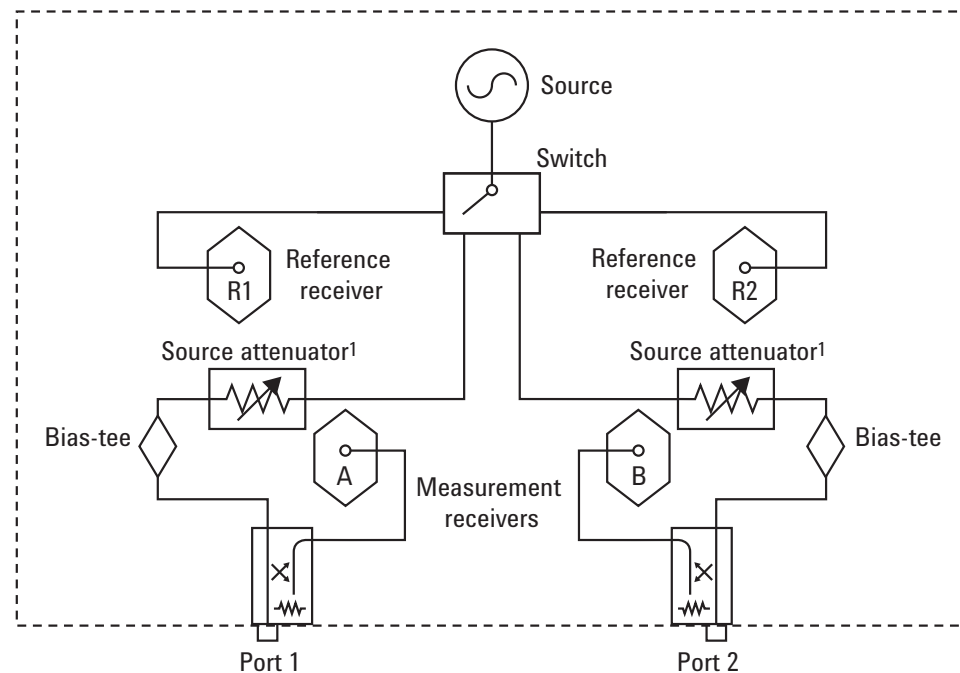 Source
Switch
Reference
receiver
R1
Reference
receiver
R2
Source attenuator1
Source attenuator1
Bias-tee
A
Measurement
receivers
B
Bias-tee
Port 1
Port 2